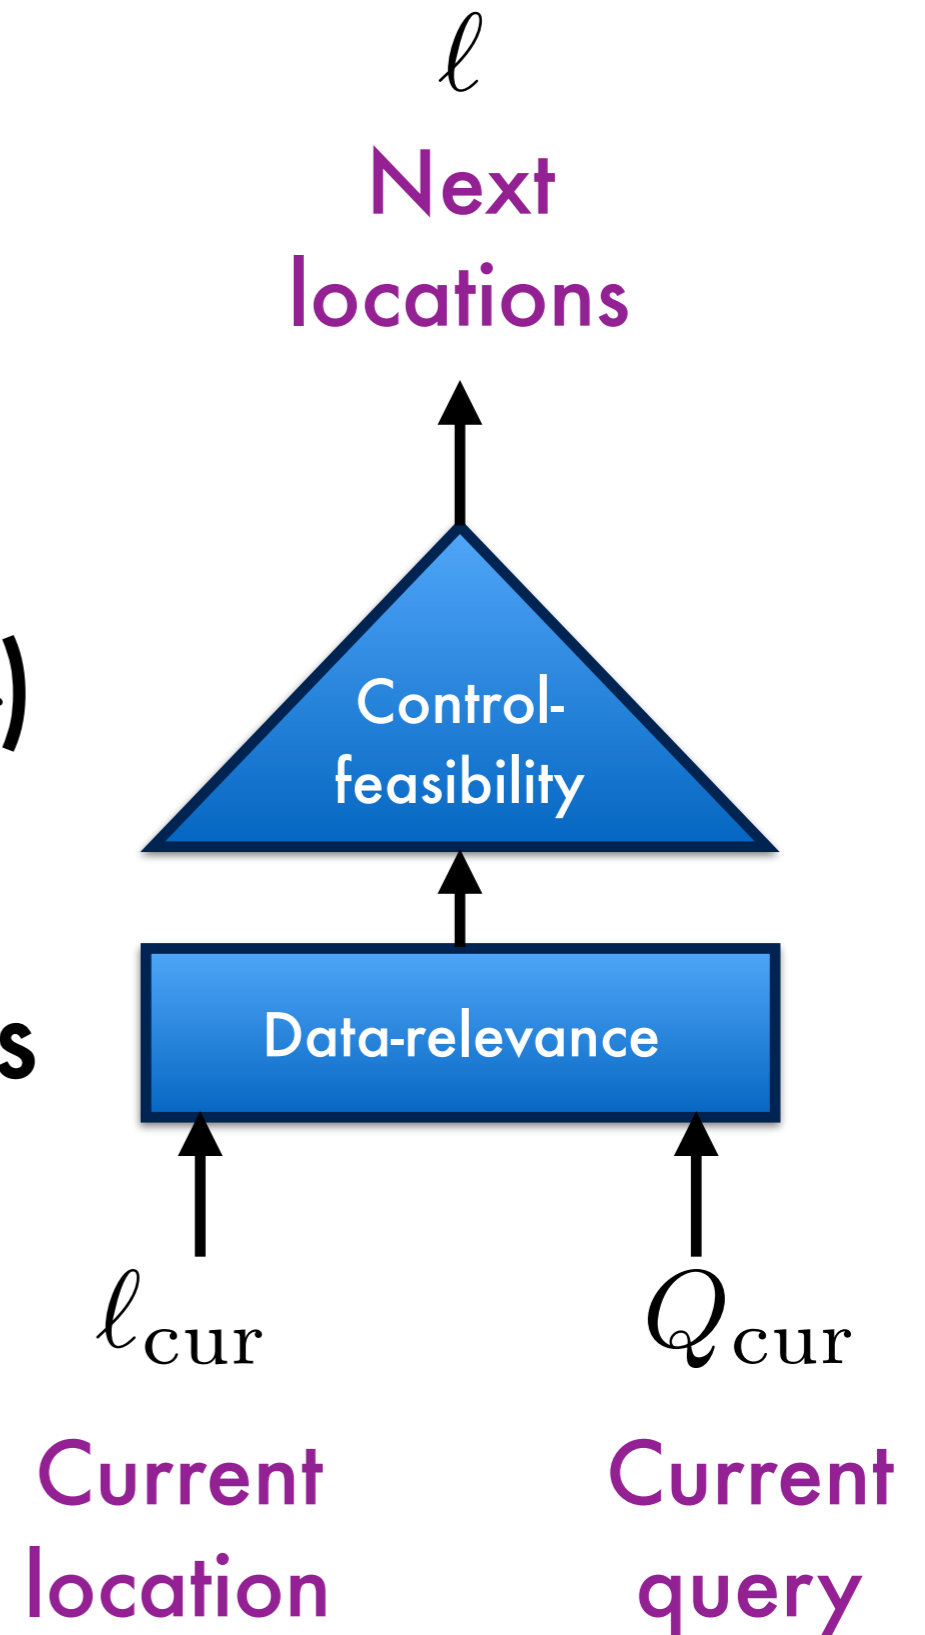 ℓ
Next
locations
)
Control-
feasibility
s
Data-relevance
ℓcur Qcur
Current Current
location query